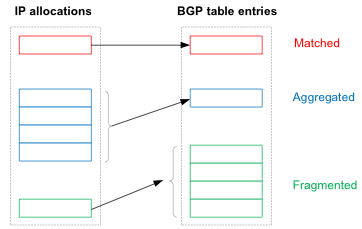 IP allocations
BGP table entries
Matched
Aggregated
Fragmented